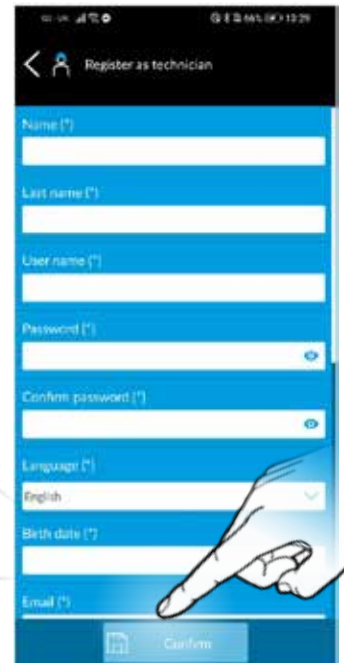 Register as technician
Name (*)
Last name (*)
User name (*)
Password (*)
Confirm password (*)
Language (*)
English
Birth date (*)
Email (*)
Confirm